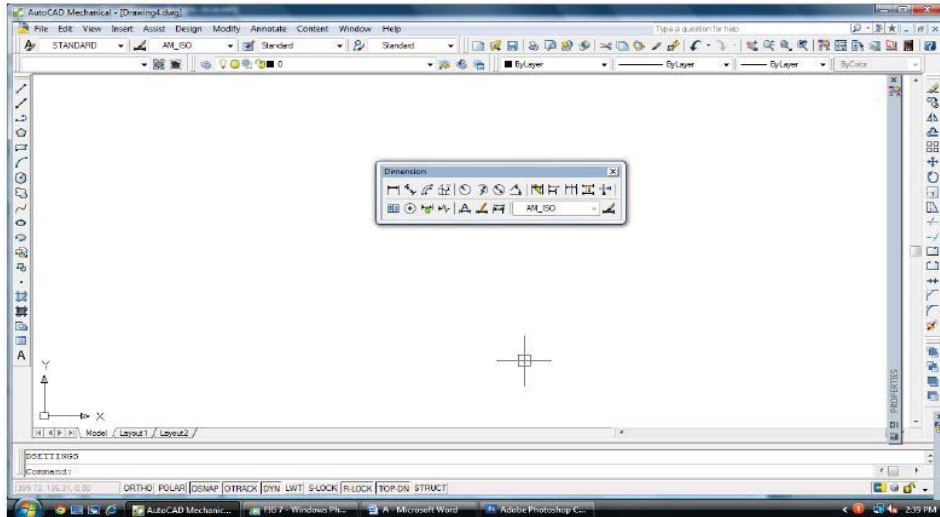 AutoCAD Mechanical - [Drawing4.dwg]
File Edit View Insert Assist Design Modify Annotate Content Window Help Type a question for help
STANDARD AM_ISO Standard Standard
0 ByLayer ByLayer ByLayer ByColor
Dimension
AM_ISO
Y
X
PROPERTIES
Model Layout1 Layout2
DSETTINGS
Command:
ORTHO POLAR OSNAP OTRACK DYN LWT S-LOCK R-LOCK TOP-DN STRUCT
AutoCAD Mechanic... FIG 7 - Windows Ph... A - Microsoft Word Adobe Photoshop C... 2:39 PM